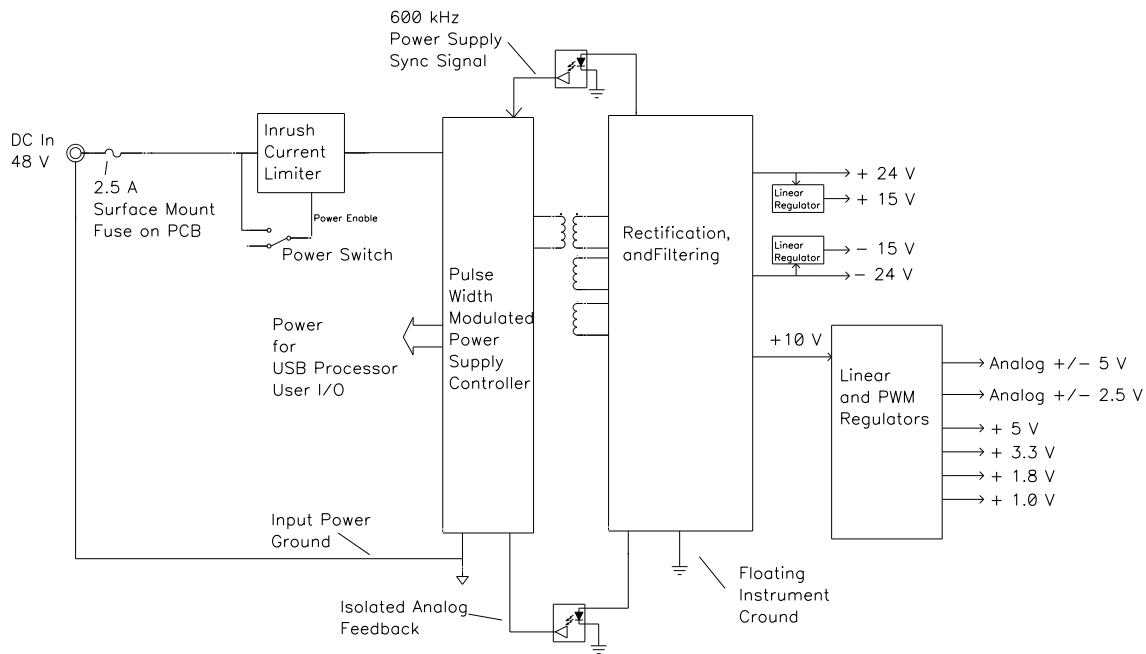 600 kHz
Power Supply
Sync Signal
DC In
48 V
Inrush
Current
Limiter
2.5 A
Surface Mount
Fuse on PCB
Power Enable
Power Switch
Pulse
Width
Modulated
Power
Supply
Controller
Power
for
USB Processor
User I/O
Rectification,
andFiltering
+ 24 V
Linear
Regulator
+ 15 V
Linear
Regulator
- 15 V
- 24 V
+10 V
Linear
and PWM
Regulators
Analog +/- 5 V
Analog +/- 2.5 V
+ 5 V
+ 3.3 V
+ 1.8 V
+ 1.0 V
Input Power
Ground
Isolated Analog
Feedback
Floating
Instrument
Cround